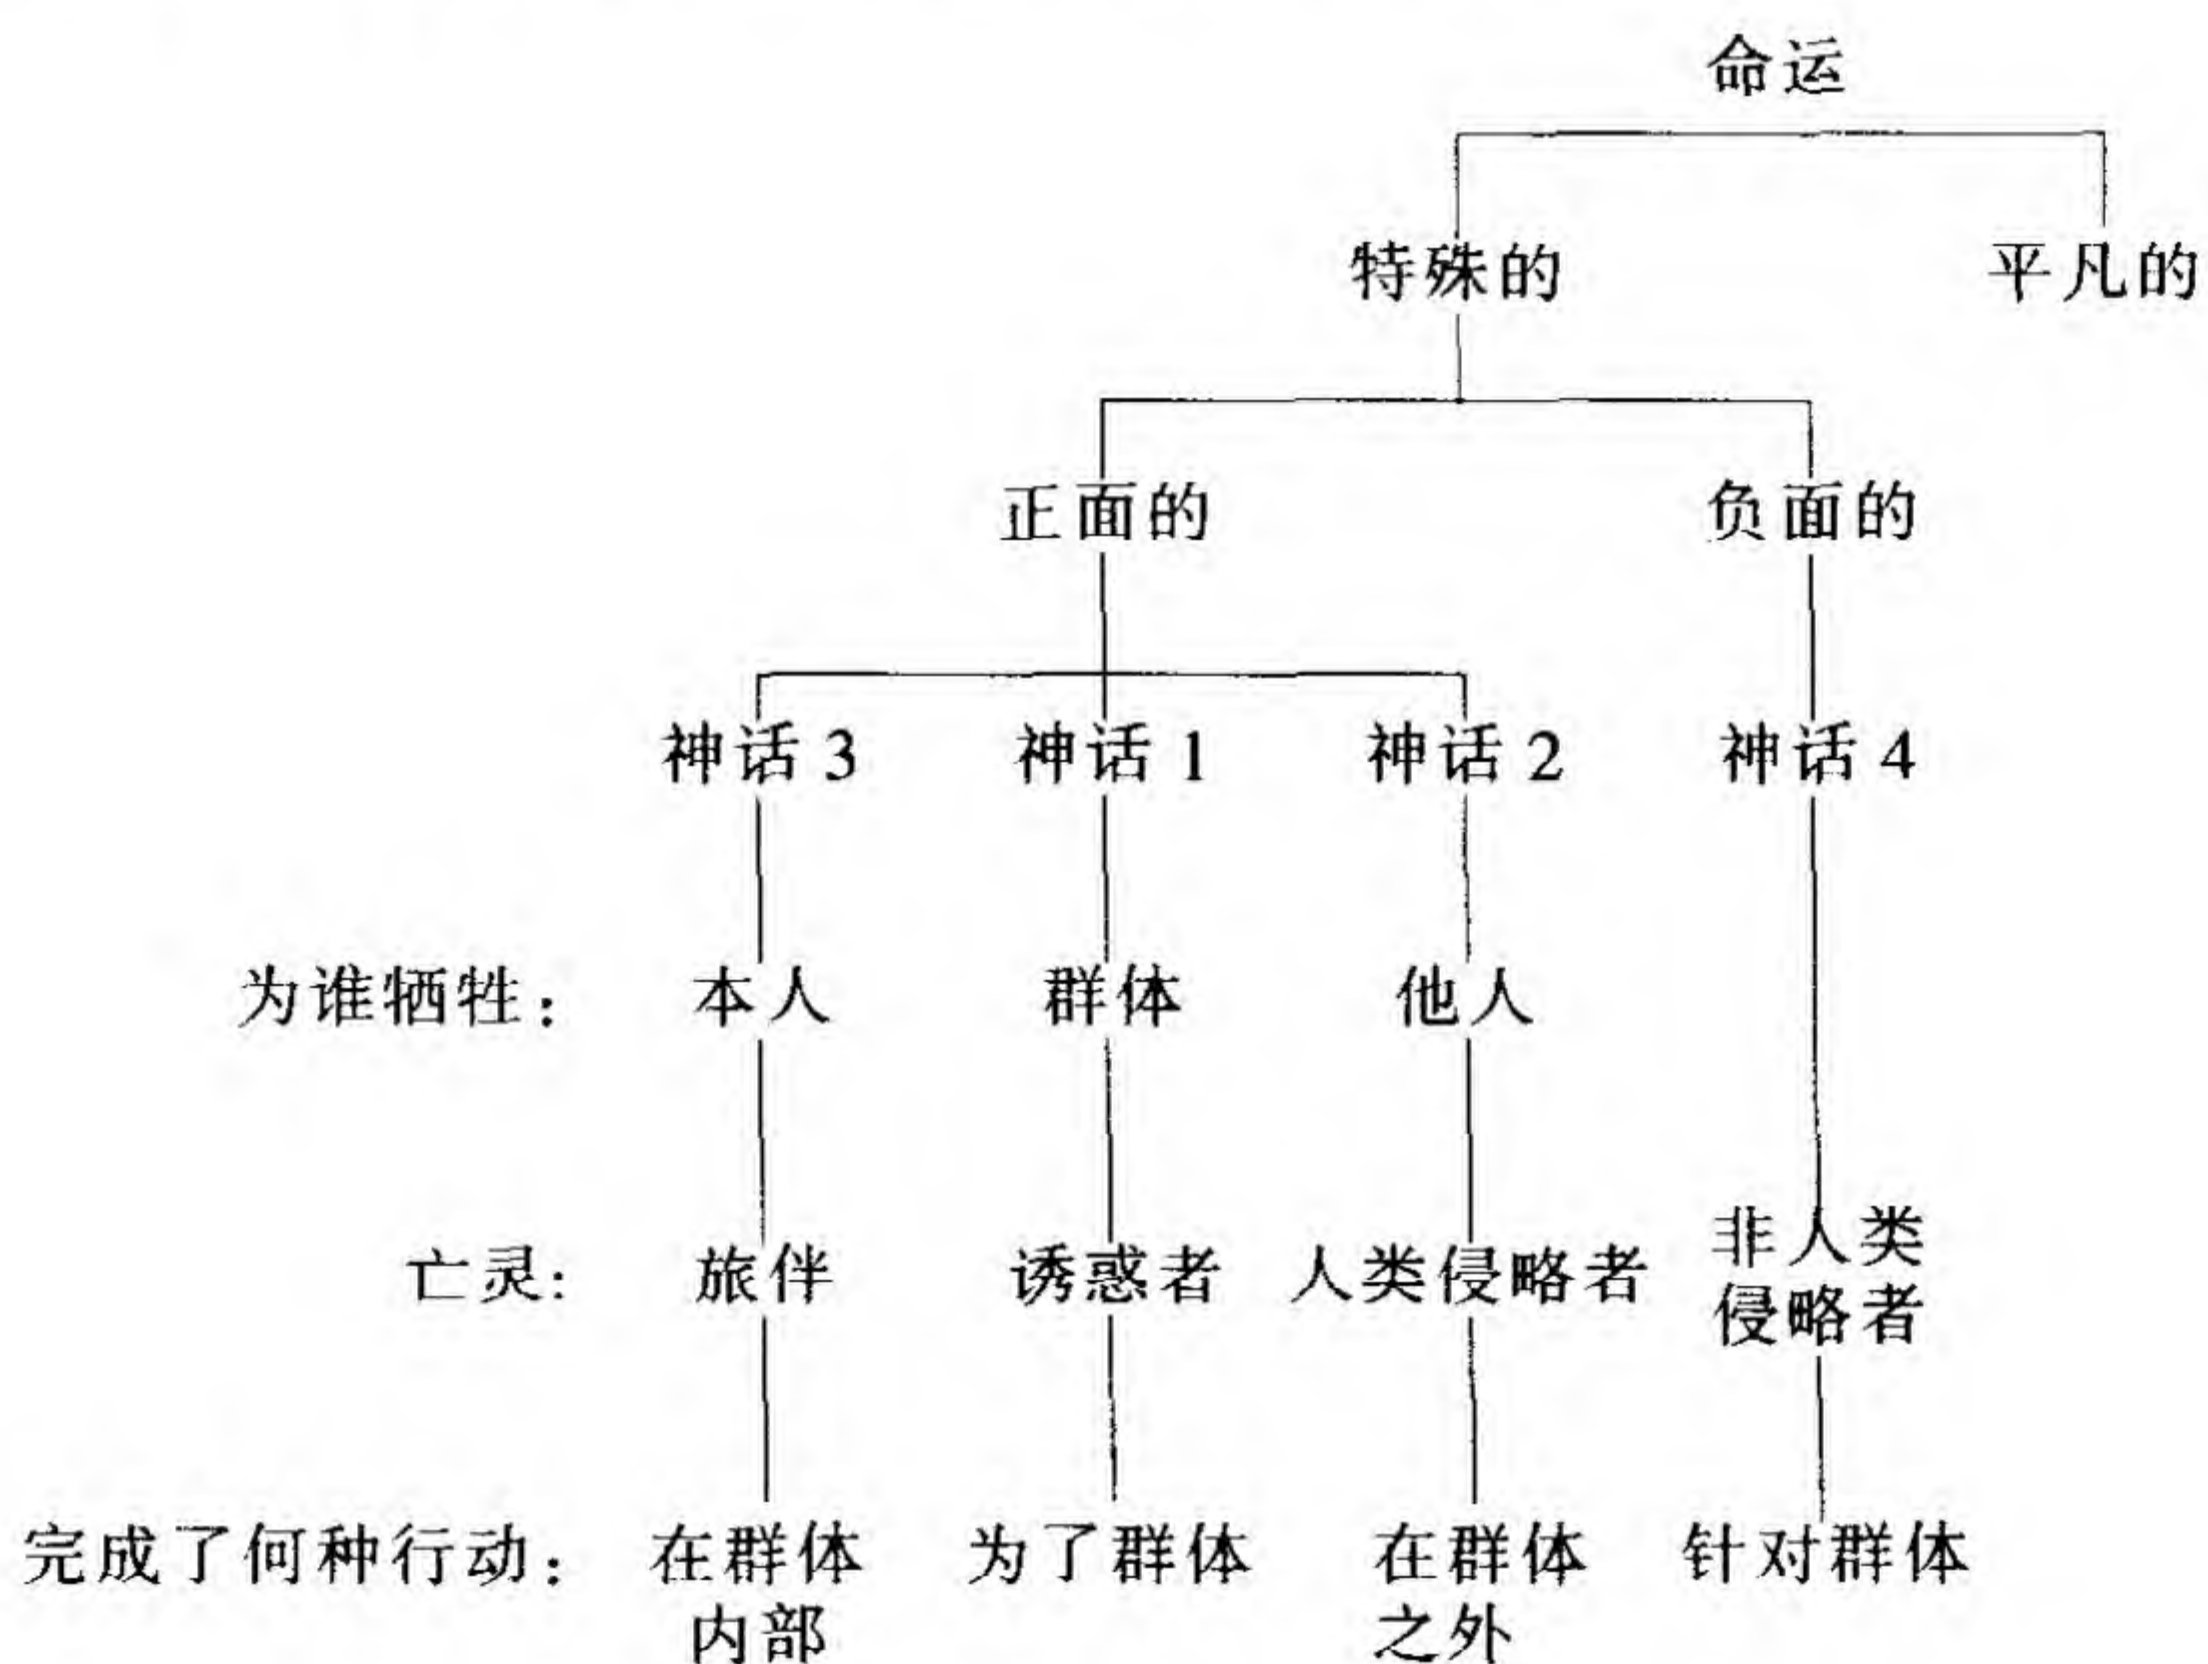 命运
特殊的 平凡的
正面的 负面的
神话 3 神话 1 神话 2 神话 4
为谁牺牲： 本人 群体 他人
亡灵： 旅伴 诱惑者 人类侵略者 非人类
侵略者
完成了何种行动： 在群体 为了群体 在群体 针对群体
内部 之外